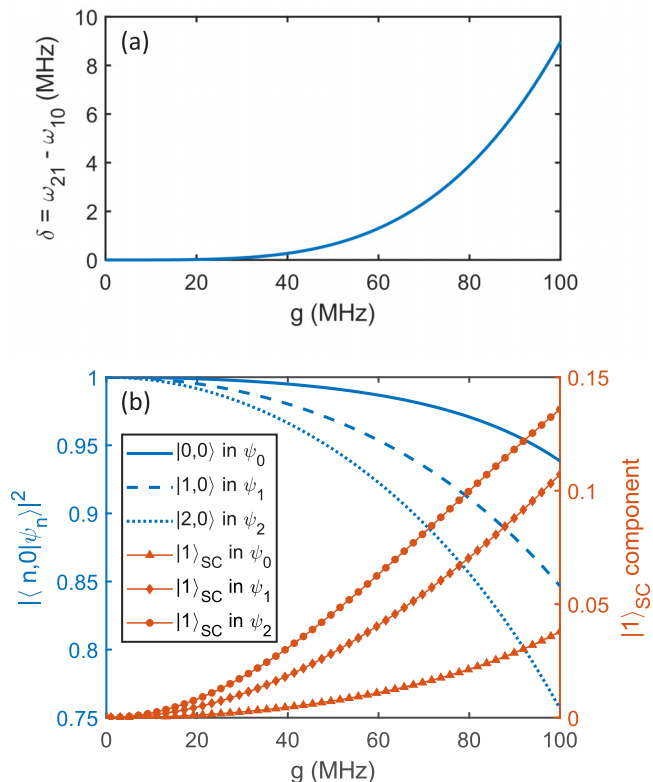 (a)
δ = ω₂₁ - ω₁₀ (MHz)
10
8
6
4
2
0
0 20 40 60 80 100
g (MHz)
(b)
|⟨ n,0|ψₙ⟩|²
1
0.95
0.9
0.85
0.8
0.75
|0,0⟩ in ψ₀
|1,0⟩ in ψ₁
|2,0⟩ in ψ₂
|1⟩SC in ψ₀
|1⟩SC in ψ₁
|1⟩SC in ψ₂
0.15
0.1
0.05
0
|1⟩SC component
0 20 40 60 80 100
g (MHz)